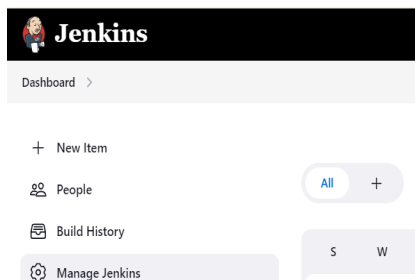 Jenkins
Dashboard
New Item
People
Build History
Manage Jenkins
All +
S W